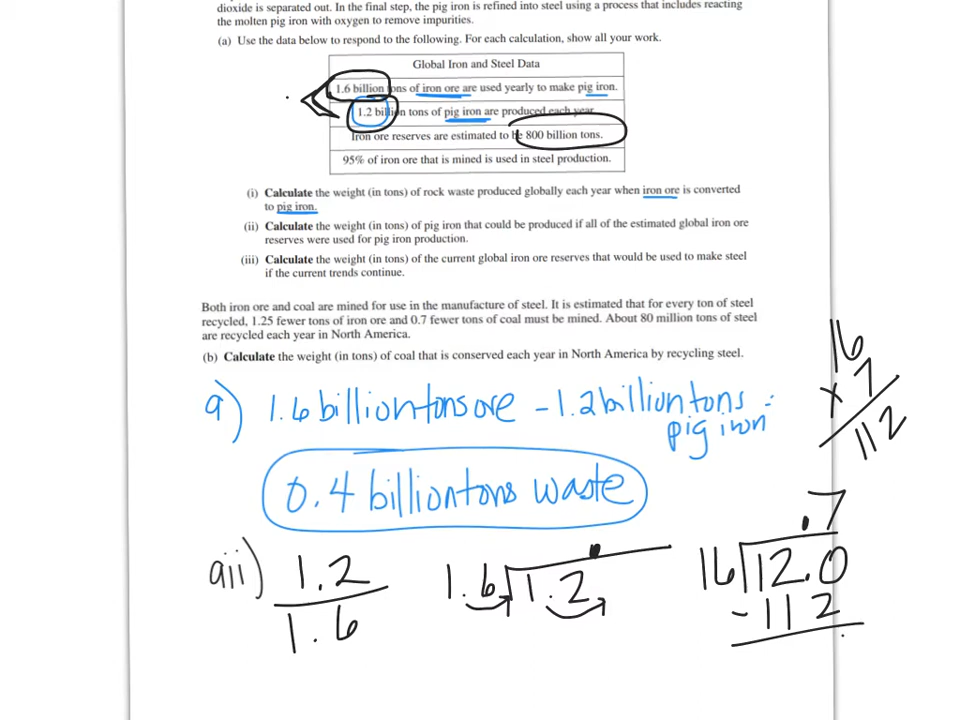 dioxide is separated out. In the final step, the pig iron is refined into steel using a process that includes reacting
the molten pig iron with oxygen to remove impurities.
(a) Use the data below to respond to the following. For each calculation, show all your work.
Global Iron and Steel Data
1.6 billion tons of iron ore are used yearly to make pig iron.
1.2 billion tons of pig iron are produced each year.
Iron ore reserves are estimated to be 800 billion tons.
95% of iron ore that is mined is used in steel production.
(i) Calculate the weight (in tons) of rock waste produced globally each year when iron ore is converted
to pig iron.
(ii) Calculate the weight (in tons) of pig iron that could be produced if all of the estimated global iron ore
reserves were used for pig iron production.
(iii) Calculate the weight (in tons) of the current global iron ore reserves that would be used to make steel
if the current trends continue.
Both iron ore and coal are mined for use in the manufacture of steel. It is estimated that for every ton of steel
recycled, 1.25 fewer tons of iron ore and 0.7 fewer tons of coal must be mined. About 80 million tons of steel
are recycled each year in North America.
(b) Calculate the weight (in tons) of coal that is conserved each year in North America by recycling steel.
16
x 7
112
a) 1.6 billion tons ore - 1.2 billion tons =
pig iron
0.4 billion tons waste
aii) 1.2
1.6
1.6 1.2
.7
16 12.0
- 11 2